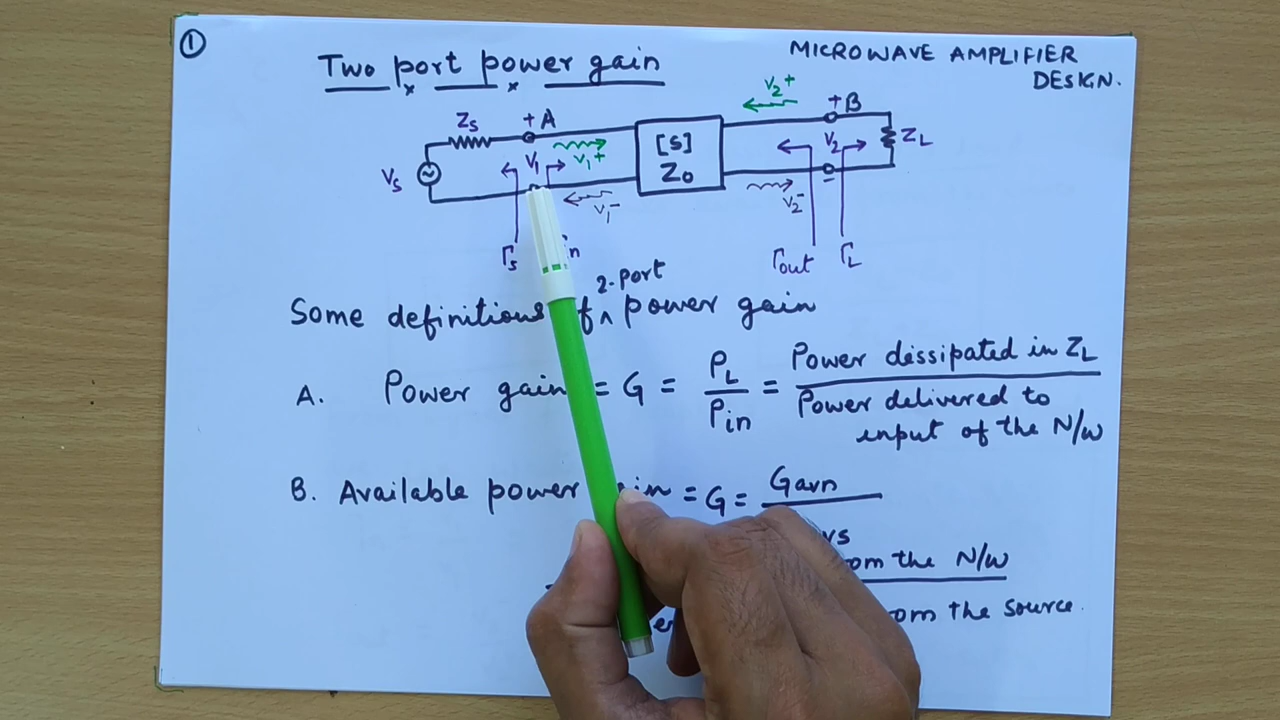 ①
Two port power gain
MICROWAVE AMPLIFIER
DESIGN.
Zs
+ A
V2+
+ B
[S]
Z0
V1
V1+
V2
ZL
Vs
V1-
V2-
Γs
Γout
ΓL
2-port
Some definitions ^ power gain
A. Power gain = G = PL / Pin = Power dissipated in ZL / Power delivered to
input of the N/W
B. Available power = G = Gavn
from the N/W
from the source.